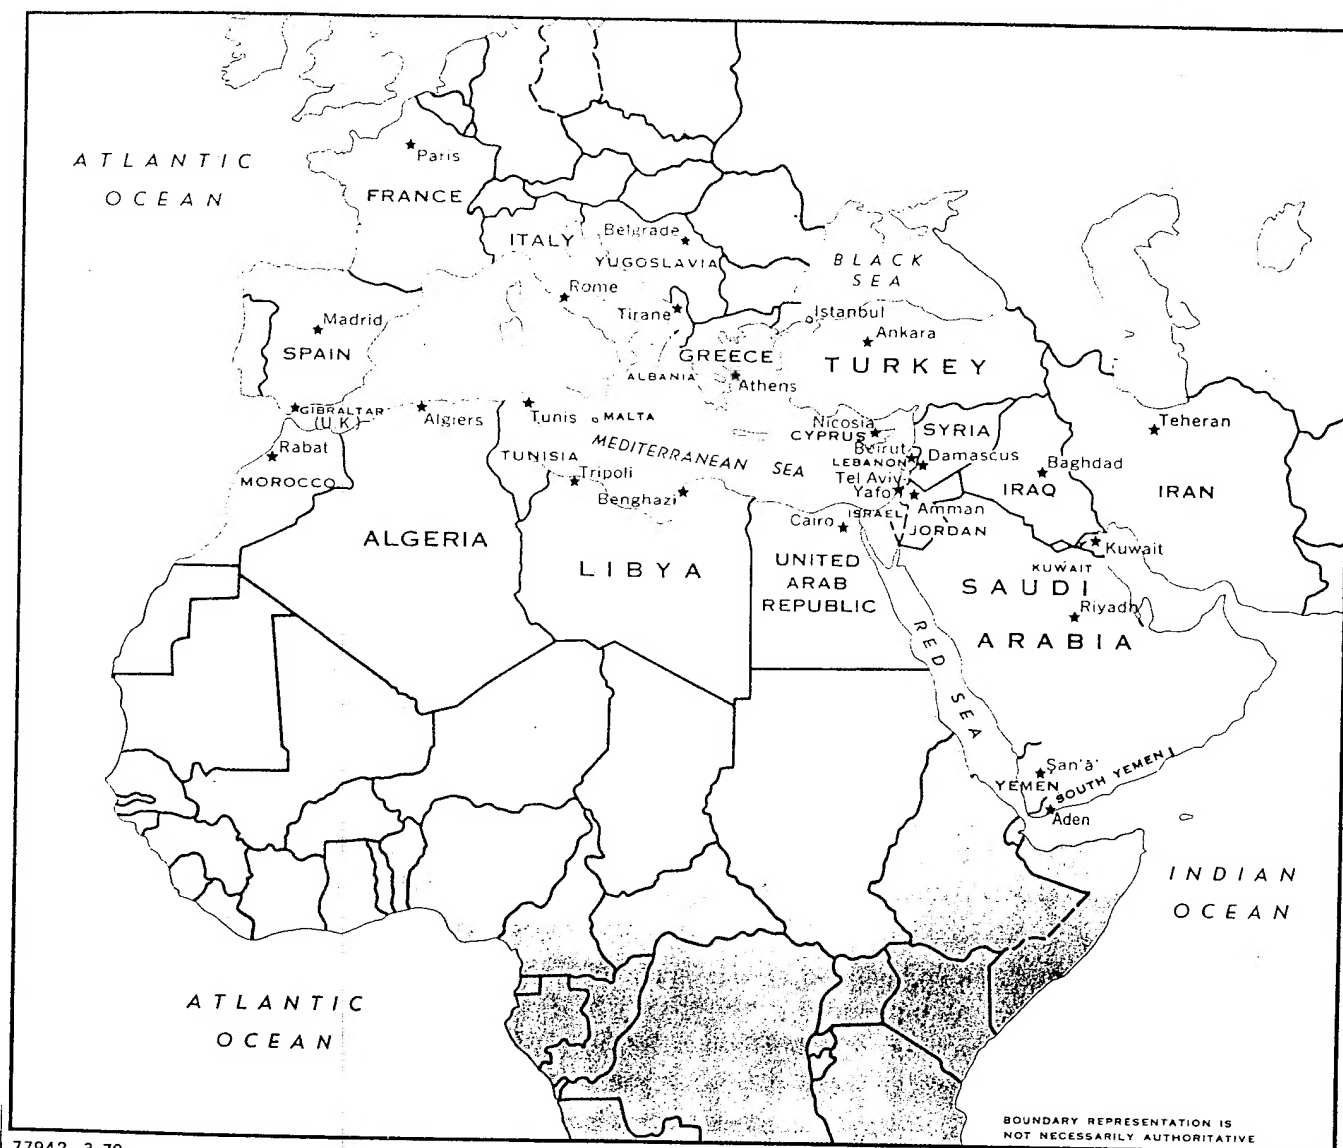 ATLANTIC
OCEAN
Paris
FRANCE
ITALY
Belgrade
YUGOSLAVIA
BLACK
SEA
Rome
Tirane
Istanbul
Madrid
SPAIN
Ankara
GREECE
TURKEY
ALBANIA
Athens
GIBRALTAR
(U.K.)
Algiers
Tunis
MALTA
Nicosia
CYPRUS
SYRIA
Teheran
Rabat
MEDITERRANEAN SEA
Beirut
LEBANON
Damascus
TUNISIA
Tripoli
Tel Aviv-
Yafo
Baghdad
MOROCCO
Benghazi
IRAQ
IRAN
Cairo
ISRAEL
Amman
JORDAN
ALGERIA
LIBYA
UNITED
ARAB
REPUBLIC
Kuwait
KUWAIT
SAUDI
Riyadh
ARABIA
RED SEA
Ṣan'ā'
YEMEN
SOUTH YEMEN
Aden
INDIAN
OCEAN
ATLANTIC
OCEAN
BOUNDARY REPRESENTATION IS
NOT NECESSARILY AUTHORITATIVE